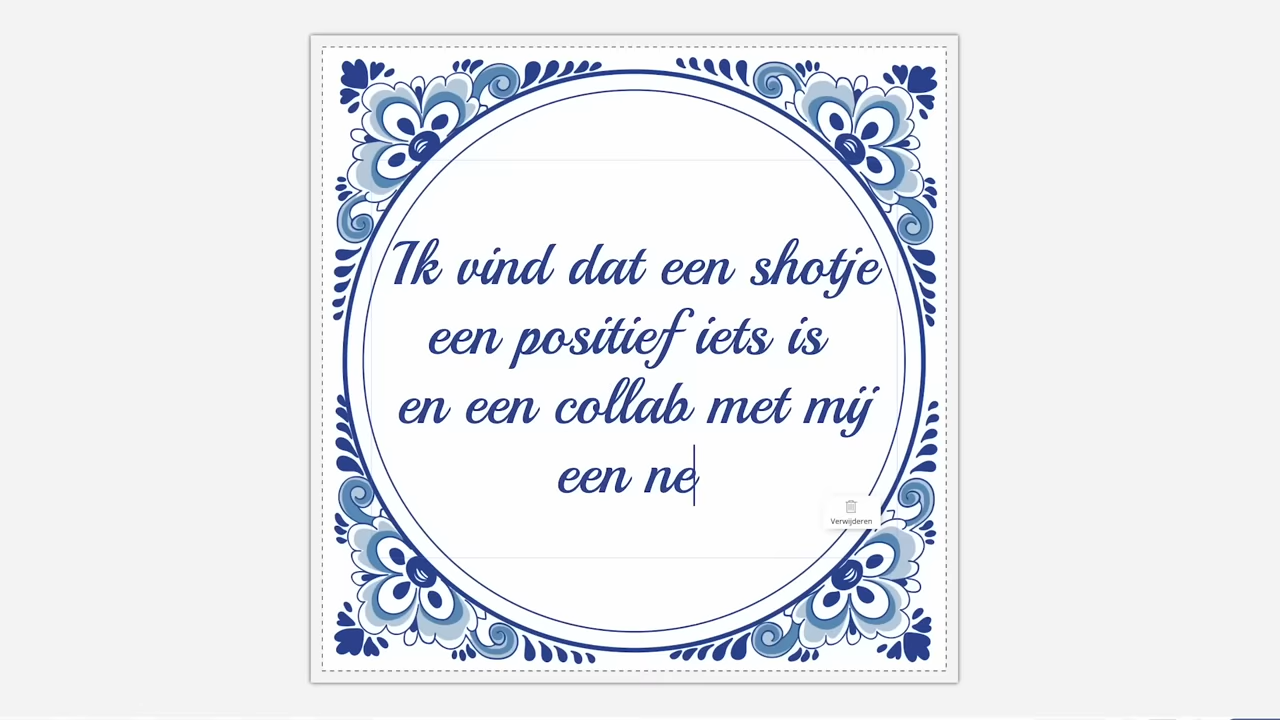 Ik vind dat een shotje
een positief iets is
en een collab met mij
een ne
Verwijderen